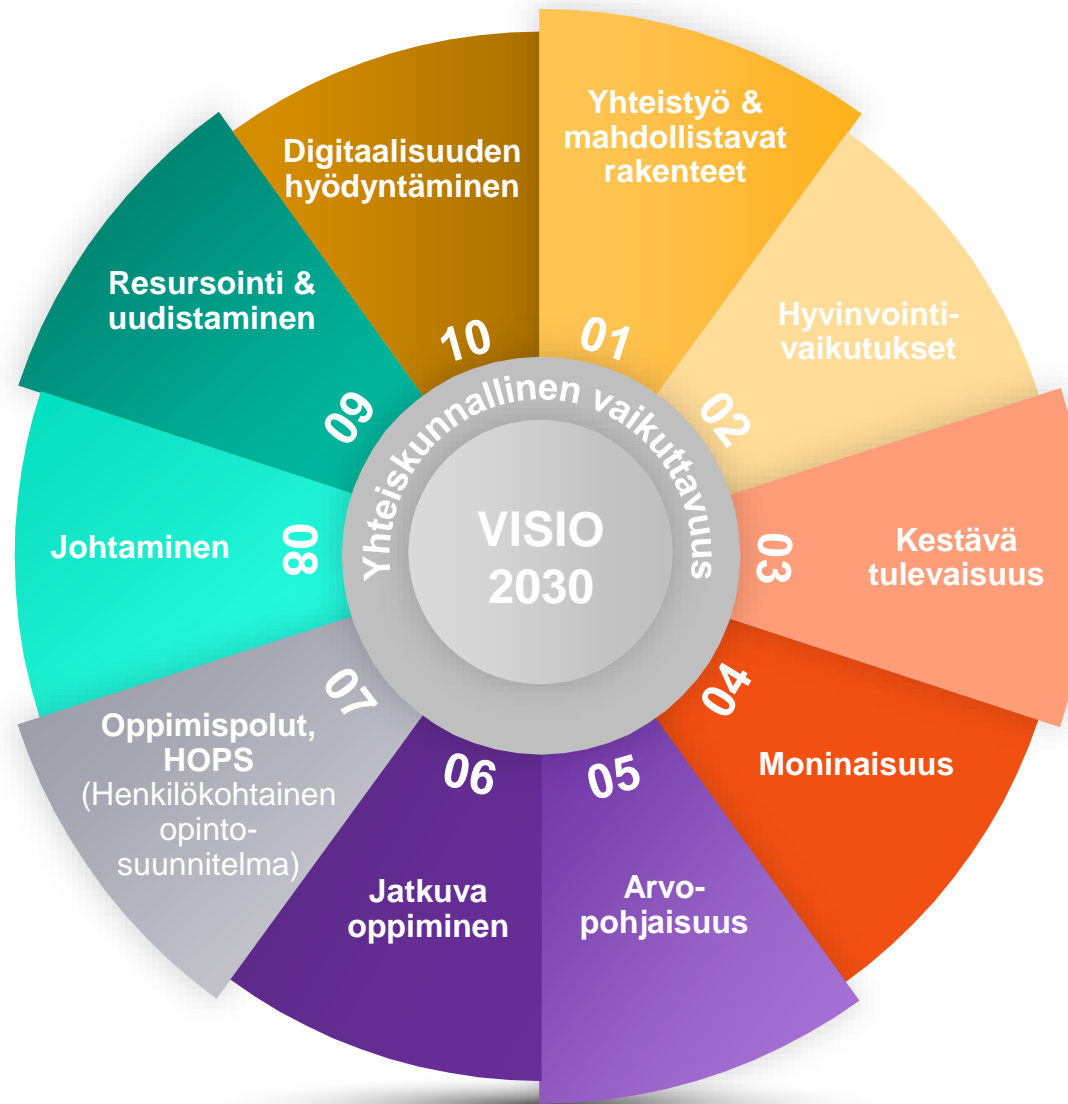 Yhteiskunnallinen vaikuttavuus
VISIO
2030
01
Yhteistyö &
mahdollistavat
rakenteet
02
Hyvinvointi-
vaikutukset
03
Kestävä
tulevaisuus
04
Moninaisuus
05
Arvo-
pohjaisuus
06
Jatkuva
oppiminen
07
Oppimispolut,
HOPS
(Henkilökohtainen
opinto-
suunnitelma)
08
Johtaminen
09
Resursointi &
uudistaminen
10
Digitaalisuuden
hyödyntäminen